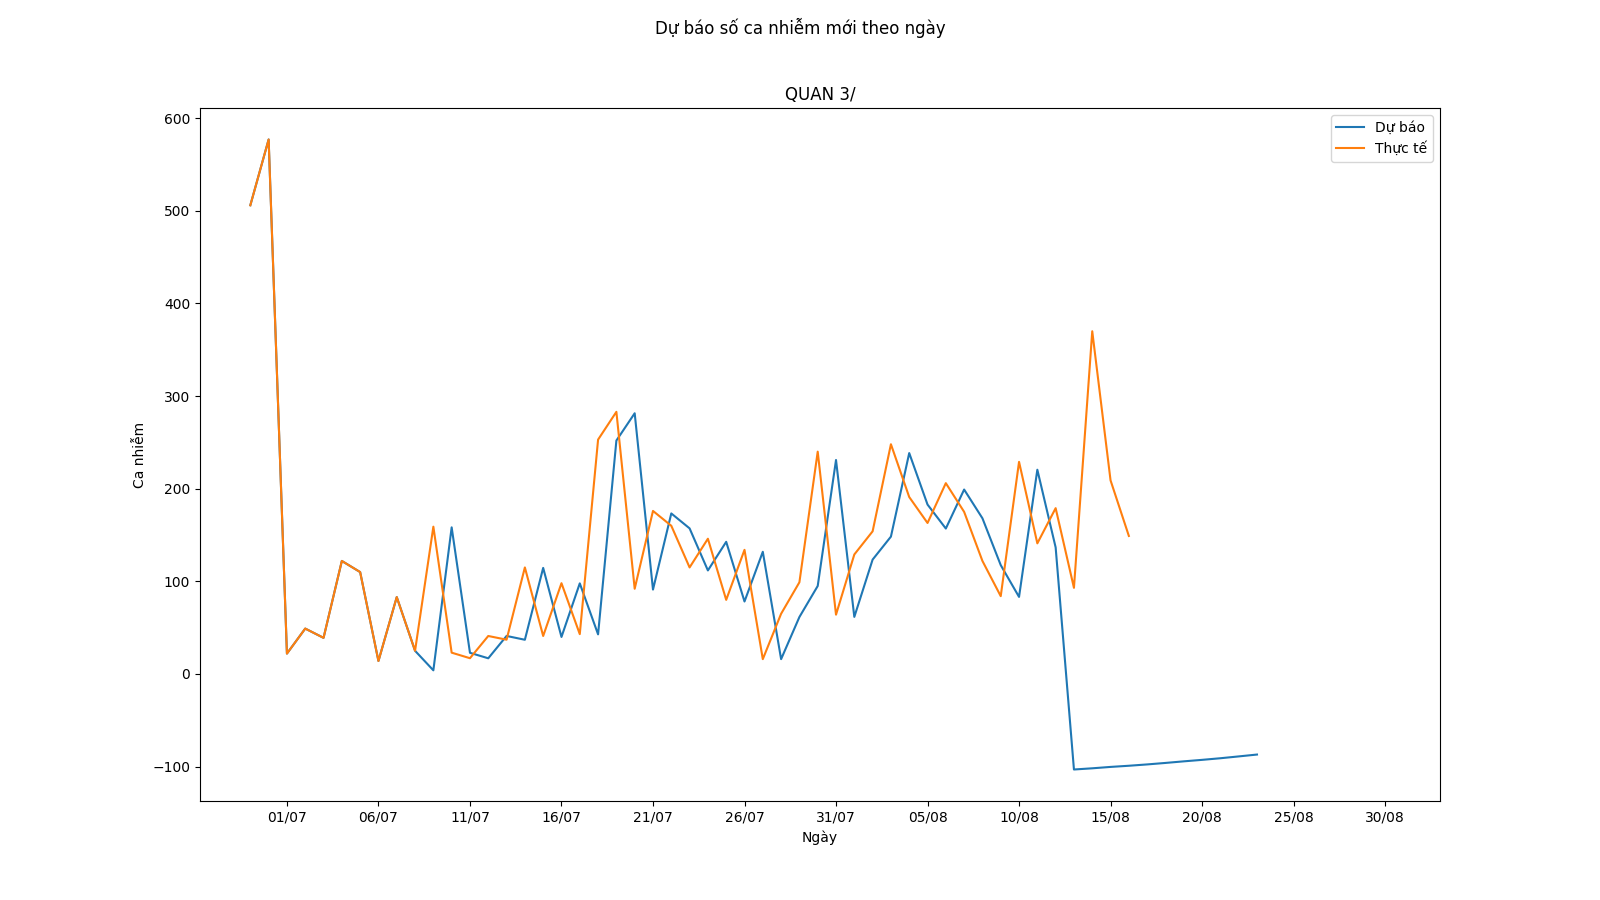 Dự báo số ca nhiễm mới theo ngày
QUAN 3/
Dự báo
Thực tế
600
500
400
300
200
100
0
−100
Ca nhiễm
01/07 06/07 11/07 16/07 21/07 26/07 31/07 05/08 10/08 15/08 20/08 25/08 30/08
Ngày